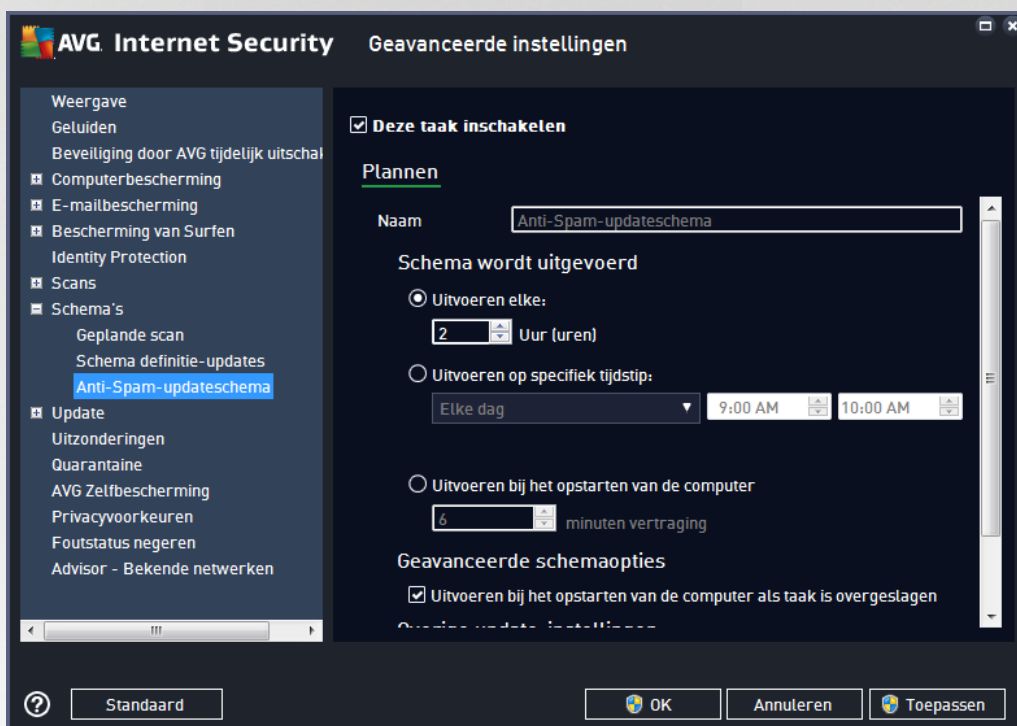 AVG. Internet Security Geavanceerde instellingen
Weergave
Geluiden
Beveiliging door AVG tijdelijk uitschak
Computerbescherming
E-mailbescherming
Bescherming van Surfen
Identity Protection
Scans
Schema's
Geplande scan
Schema definitie-updates
Anti-Spam-updateschema
Update
Uitzonderingen
Quarantaine
AVG Zelfbescherming
Privacyvoorkeuren
Foutstatus negeren
Advisor - Bekende netwerken
Deze taak inschakelen
Plannen
Naam Anti-Spam-updateschema
Schema wordt uitgevoerd
Uitvoeren elke:
2 Uur (uren)
Uitvoeren op specifiek tijdstip:
Elke dag 9:00 AM 10:00 AM
Uitvoeren bij het opstarten van de computer
6 minuten vertraging
Geavanceerde schemaopties
Uitvoeren bij het opstarten van de computer als taak is overgeslagen
Overige update-instellingen
? Standaard OK Annuleren Toepassen